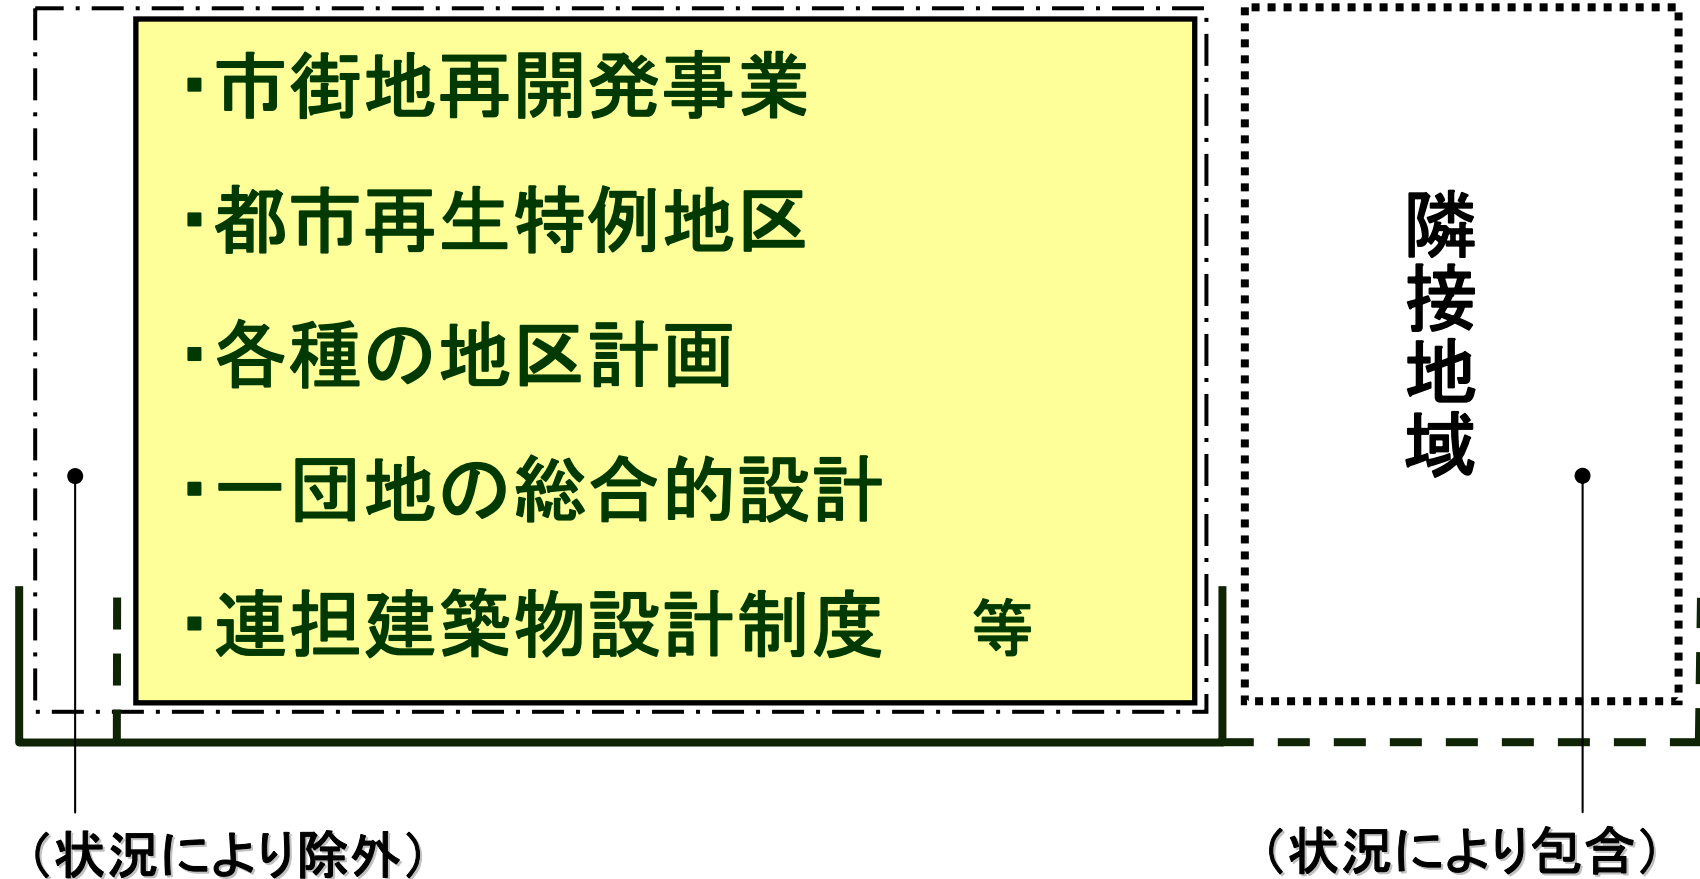 ・市街地再開発事業
・都市再生特例地区
・各種の地区計画
・一団地の総合的設計
・連担建築物設計制度　等
隣接地域
（状況により除外）
（状況により包含）